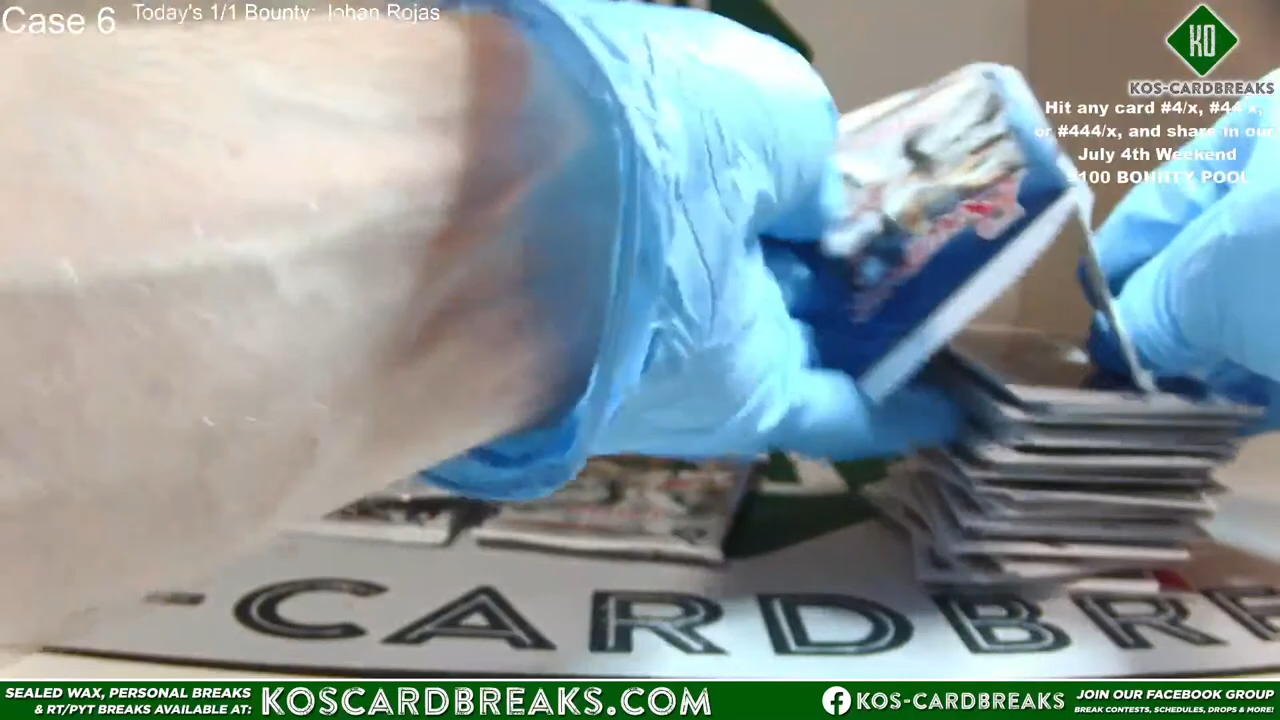 Case 6
Today's 1/1 Bounty: Johan Rojas
KO
KOS-CARDBREAKS
Hit any card #4/x, #44/x,
or #444/x, and share in our
July 4th Weekend
$100 BOUNTY POOL
-CARDBRE
SEALED WAX, PERSONAL BREAKS
& RT/PYT BREAKS AVAILABLE AT:
KOSCARDBREAKS.COM
KOS-CARDBREAKS
JOIN OUR FACEBOOK GROUP
BREAK CONTESTS, SCHEDULES, DROPS & MORE!